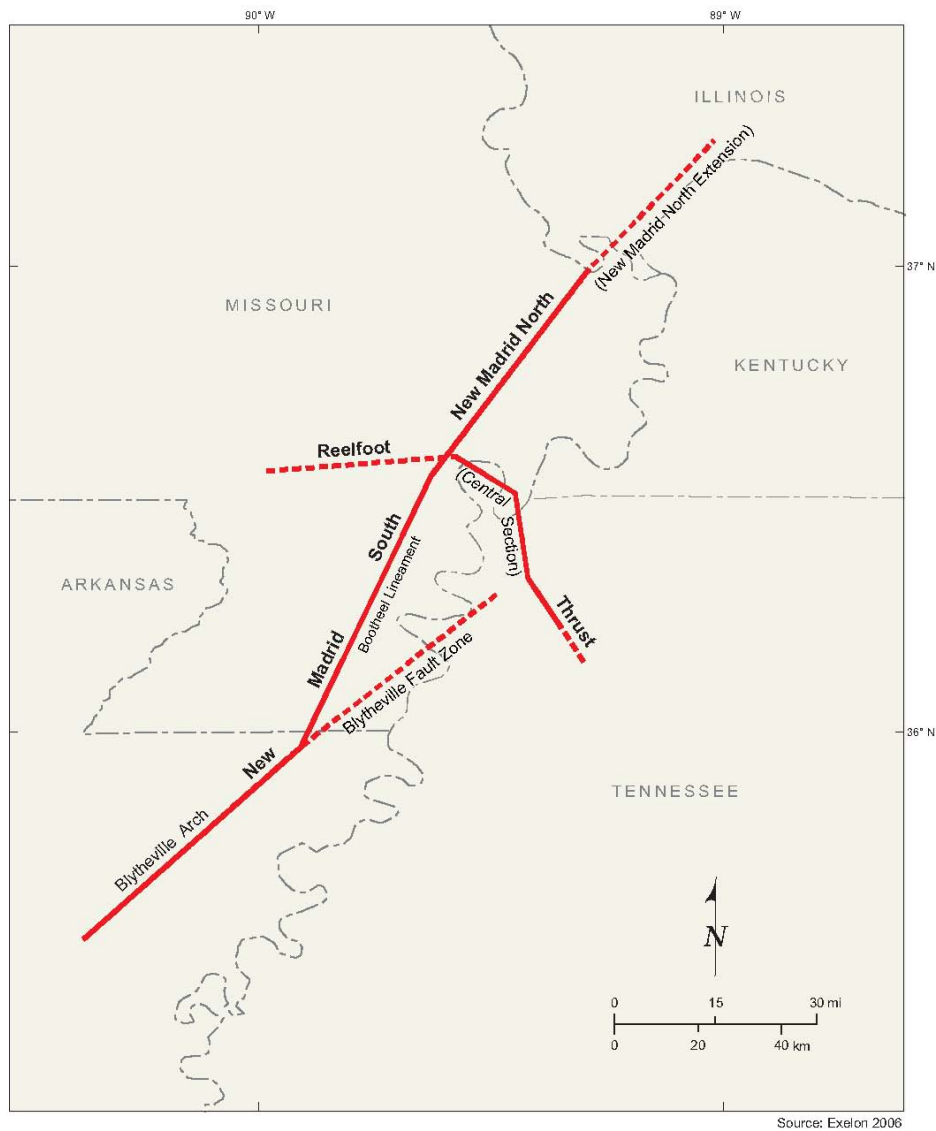 90° W
89° W
ILLINOIS
(New Madrid North Extension)
37° N
MISSOURI
New Madrid North
KENTUCKY
Reelfoot
(Central
Section)
South
Bootheel Lineament
ARKANSAS
Thrust
Madrid
Blytheville Fault Zone
36° N
New
TENNESSEE
Blytheville Arch
N
0 15 30 mi
0 20 40 km
Source: Exelon 2006